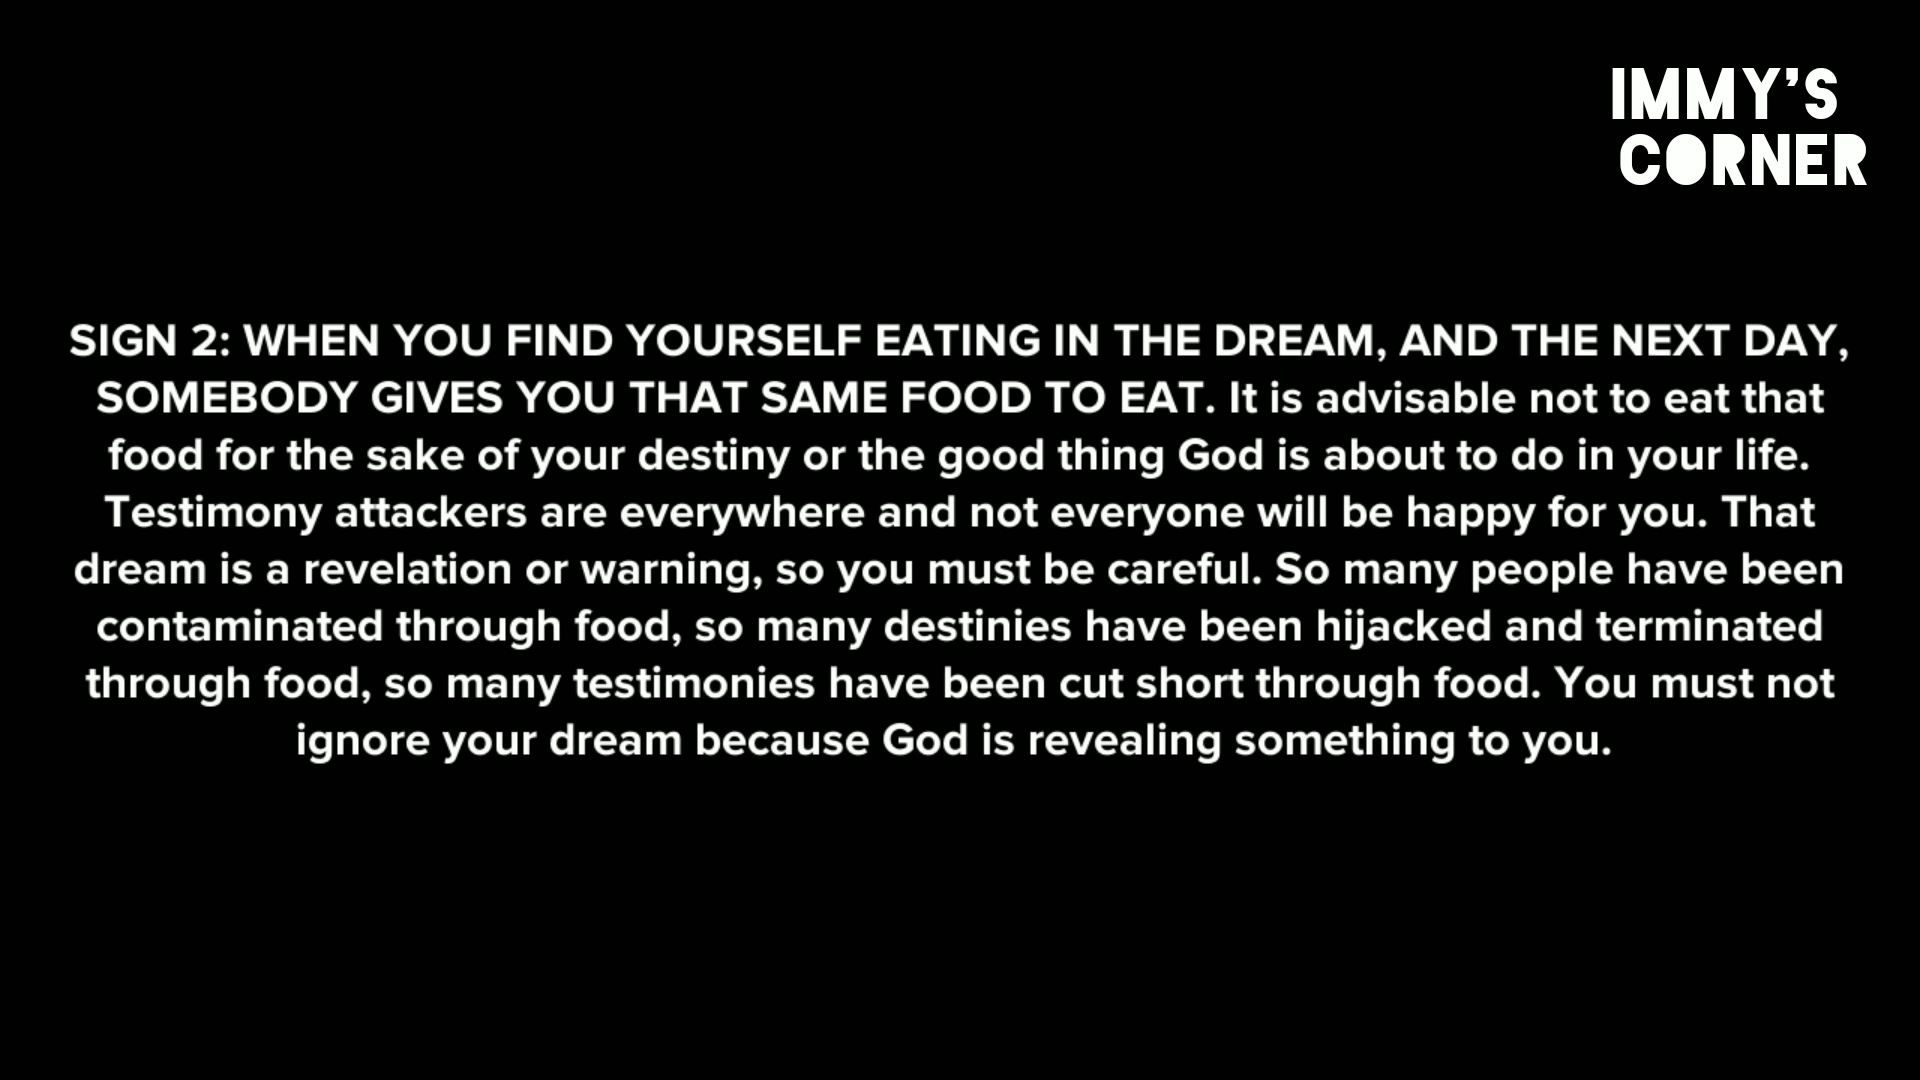 IMMY'S
CORNER
SIGN 2: WHEN YOU FIND YOURSELF EATING IN THE DREAM, AND THE NEXT DAY,
SOMEBODY GIVES YOU THAT SAME FOOD TO EAT. It is advisable not to eat that
food for the sake of your destiny or the good thing God is about to do in your life.
Testimony attackers are everywhere and not everyone will be happy for you. That
dream is a revelation or warning, so you must be careful. So many people have been
contaminated through food, so many destinies have been hijacked and terminated
through food, so many testimonies have been cut short through food. You must not
ignore your dream because God is revealing something to you.